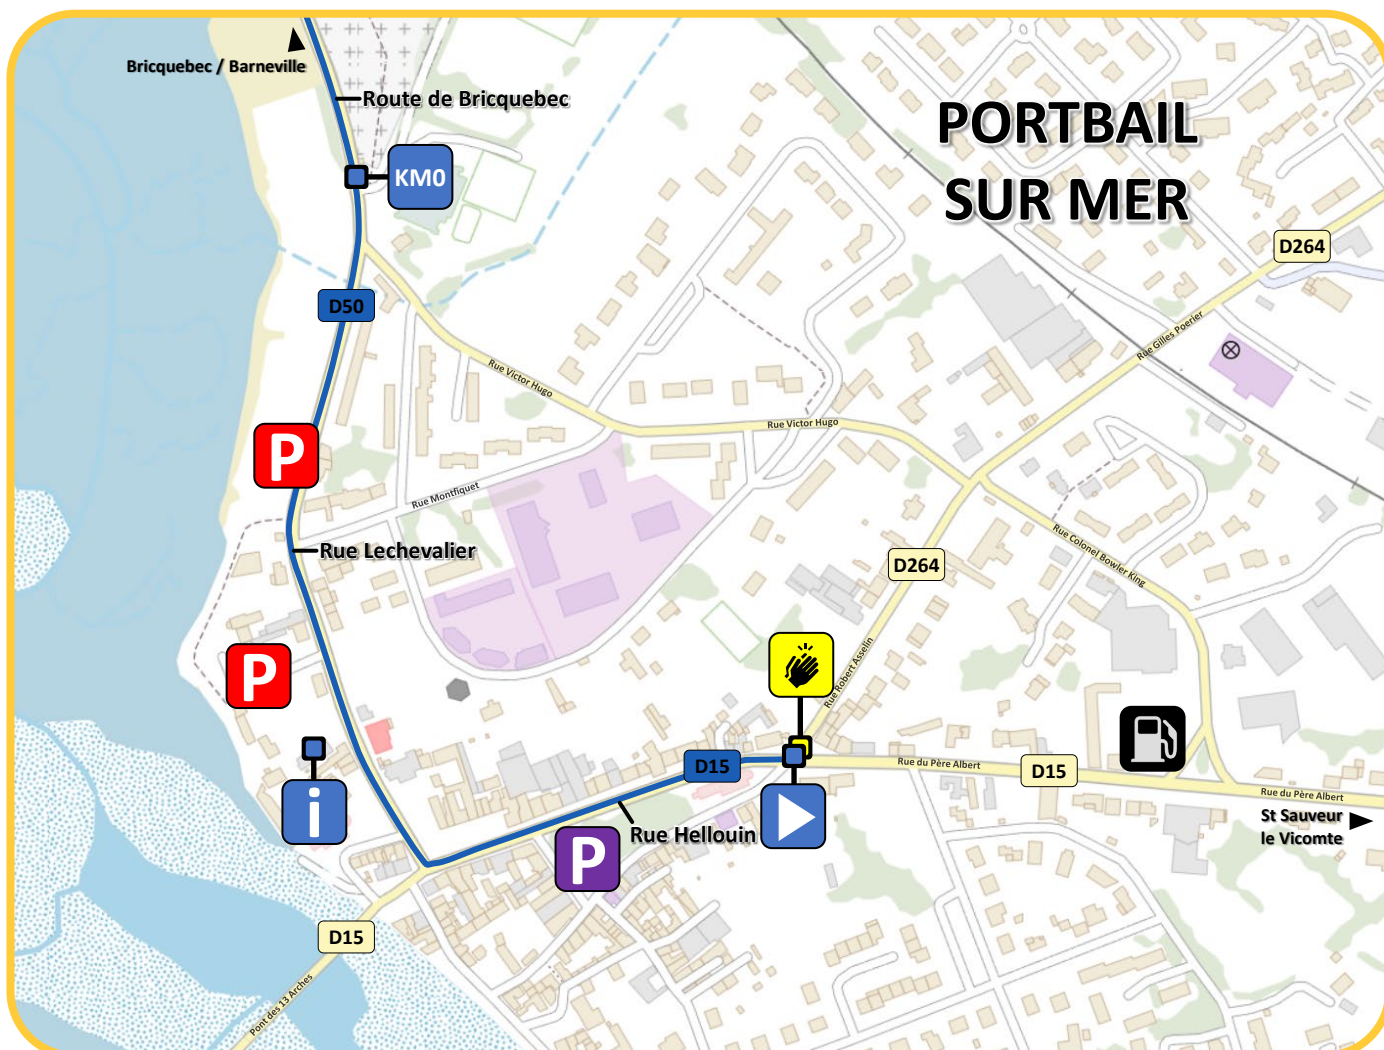 Bricquebec / Barneville
Route de Bricquebec
PORTBAIL
SUR MER
KM0
D264
D50
Rue Gilles Poerier
Rue Victor Hugo
Rue Victor Hugo
P
Rue Montfiquet
Rue Lechevalier
Rue Colonel Bowler King
D264
P
Rue Robert Asselin
i
D15
Rue du Père Albert
D15
Rue du Père Albert
St Sauveur
le Vicomte
Rue Hellouin
P
D15
Pont des 13 Arches